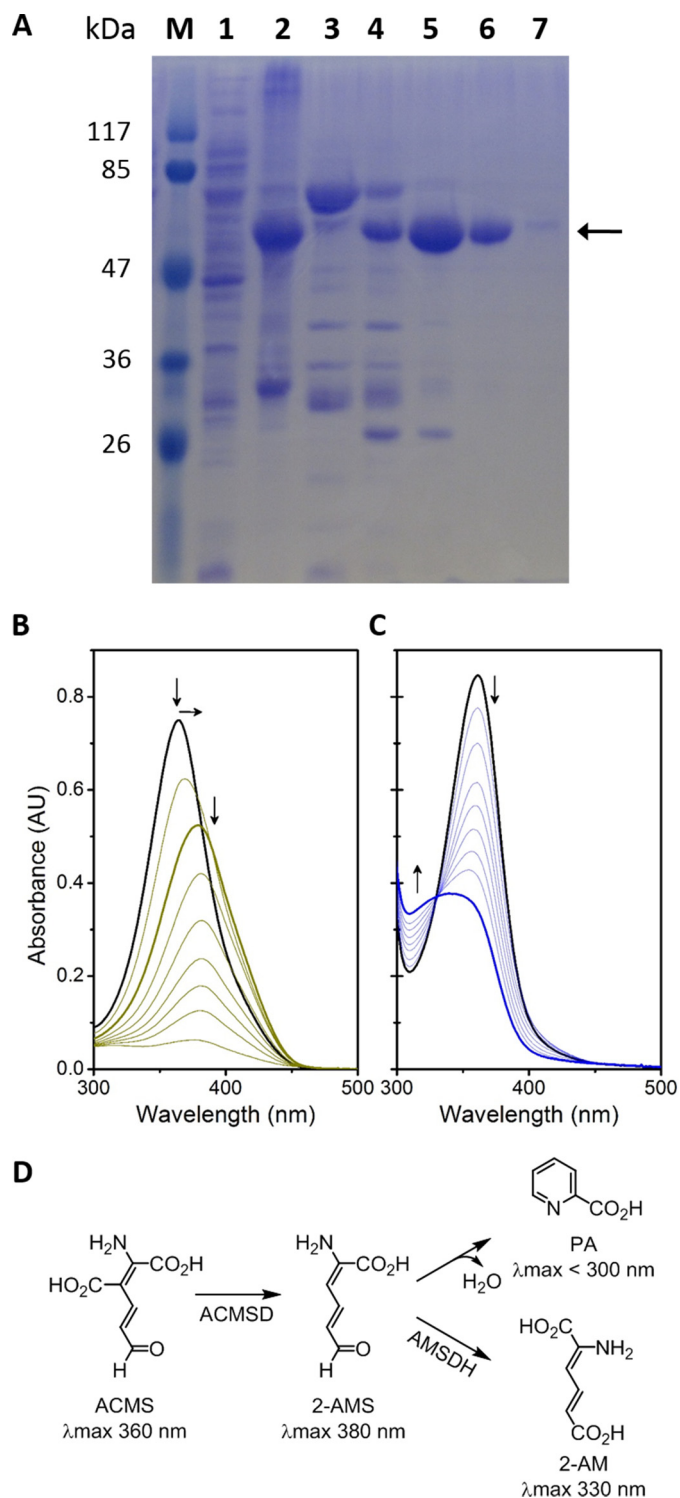 A
kDa M 1 2 3 4 5 6 7
117
85
47
36
26
B
C
Absorbance (AU)
0.8
0.6
0.4
0.2
0.0
300 400 500
300 400 500
Wavelength (nm)
Wavelength (nm)
D
H₂N
CO₂H
HO₂C
O
H
ACMS
λmax 360 nm
ACMSD
H₂N
CO₂H
O
H
2-AMS
λmax 380 nm
H₂O
N
CO₂H
PA
λmax < 300 nm
AMSDH
HO₂C
NH₂
CO₂H
2-AM
λmax 330 nm